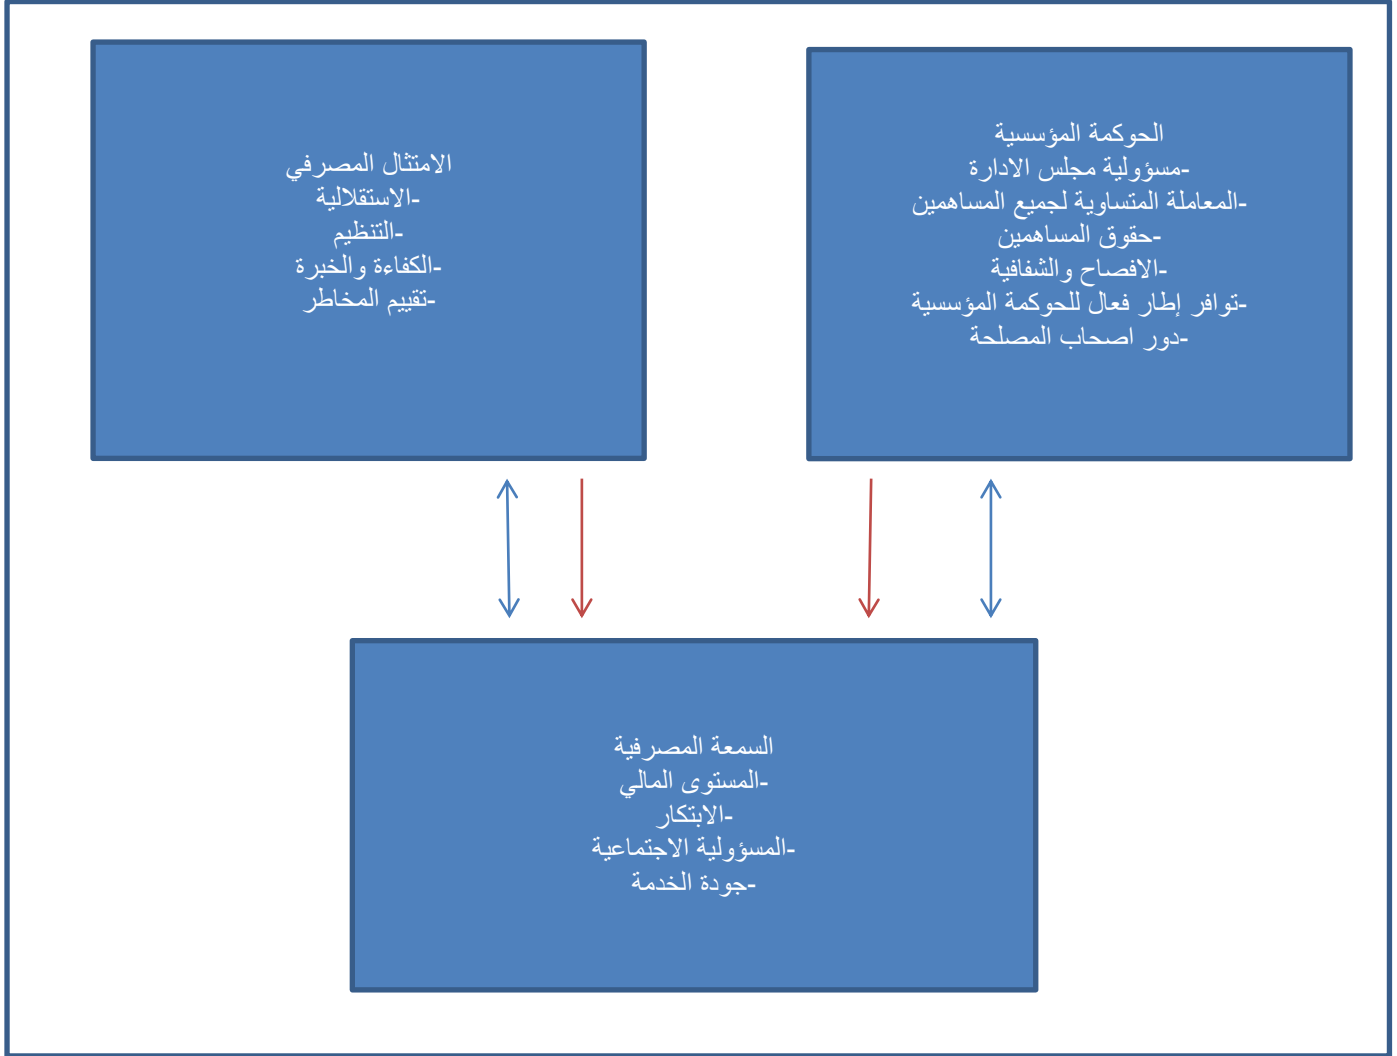 الحوكمة المؤسسية
-مسؤولية مجلس الادارة
-المعاملة المتساوية لجميع المساهمين
-حقوق المساهمين
-الافصاح والشفافية
-توافر إطار فعال للحوكمة المؤسسية
-دور اصحاب المصلحة
الامتثال المصرفي
-الاستقلالية
-التنظيم
-الكفاءة والخبرة
-تقييم المخاطر
السمعة المصرفية
-المستوى المالي
-الابتكار
-المسؤولية الاجتماعية
-جودة الخدمة